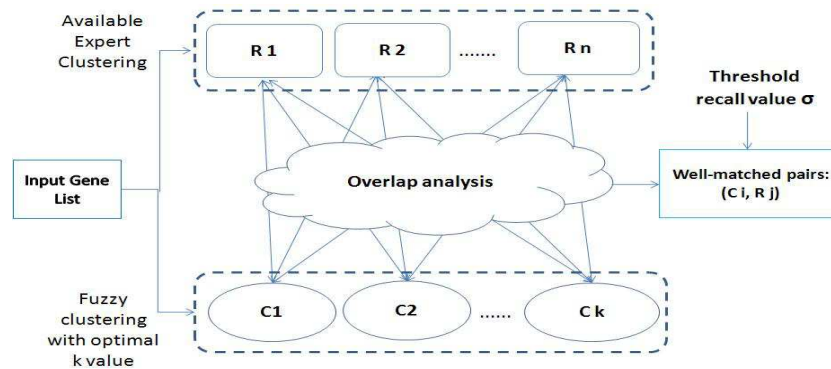 Available
Expert
Clustering
R 1
R 2
.......
R n
Threshold
recall value σ
Input Gene
List
Overlap analysis
Well-matched pairs:
(C i, R j)
Fuzzy
clustering
with optimal
k value
C1
C2
......
C k